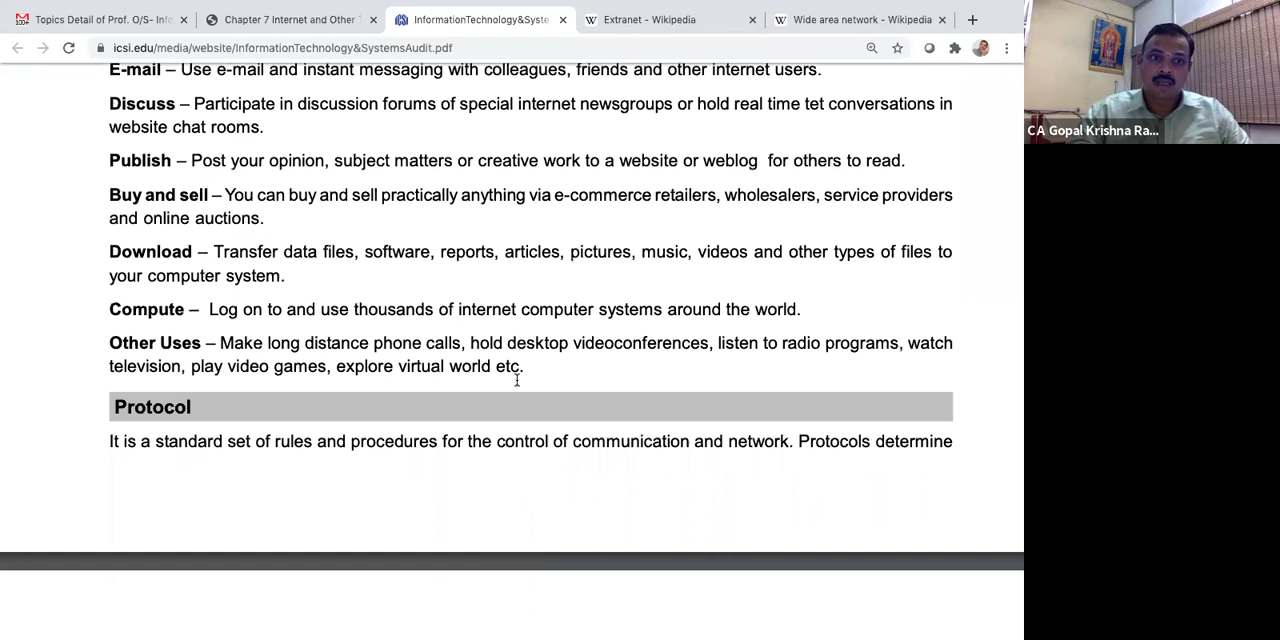 Topics Detail of Prof. O/S- Info
Chapter 7 Internet and Other T
InformationTechnology&Syste
Extranet - Wikipedia
Wide area network - Wikipedia
icsi.edu/media/website/InformationTechnology&SystemsAudit.pdf
E-mail – Use e-mail and instant messaging with colleagues, friends and other internet users.
Discuss – Participate in discussion forums of special internet newsgroups or hold real time tet conversations in
website chat rooms.
Publish – Post your opinion, subject matters or creative work to a website or weblog for others to read.
Buy and sell – You can buy and sell practically anything via e-commerce retailers, wholesalers, service providers
and online auctions.
Download – Transfer data files, software, reports, articles, pictures, music, videos and other types of files to
your computer system.
Compute – Log on to and use thousands of internet computer systems around the world.
Other Uses – Make long distance phone calls, hold desktop videoconferences, listen to radio programs, watch
television, play video games, explore virtual world etc.
Protocol
It is a standard set of rules and procedures for the control of communication and network. Protocols determine
CA Gopal Krishna Ra...